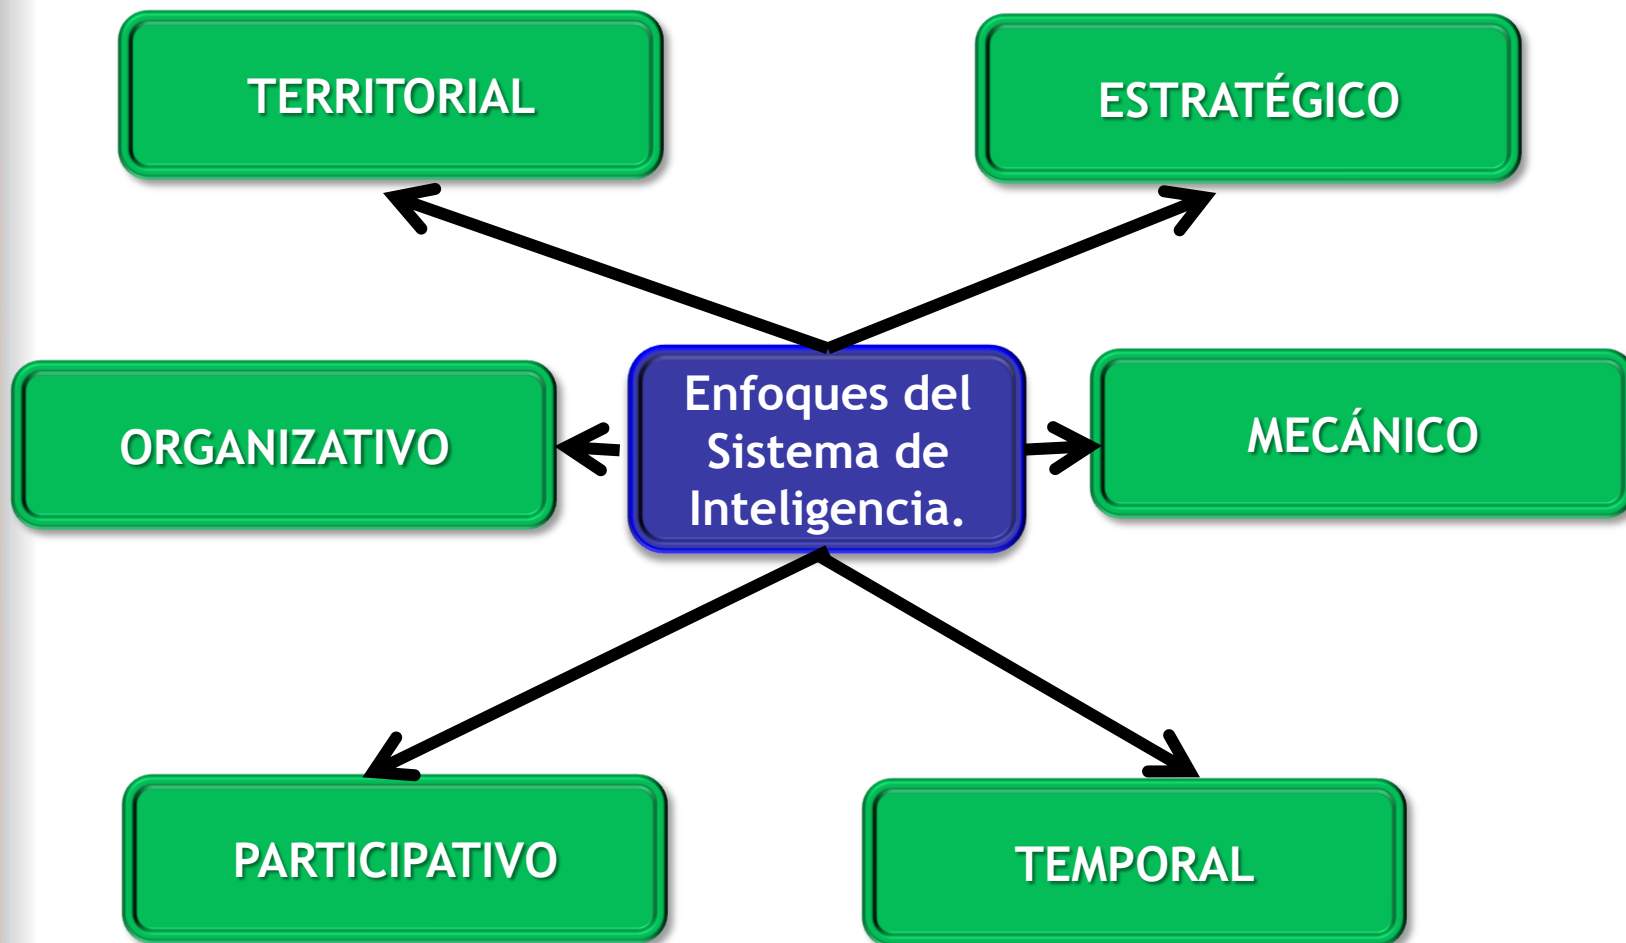 TERRITORIAL
ESTRATÉGICO
ORGANIZATIVO
Enfoques del
Sistema de
Inteligencia.
MECÁNICO
PARTICIPATIVO
TEMPORAL